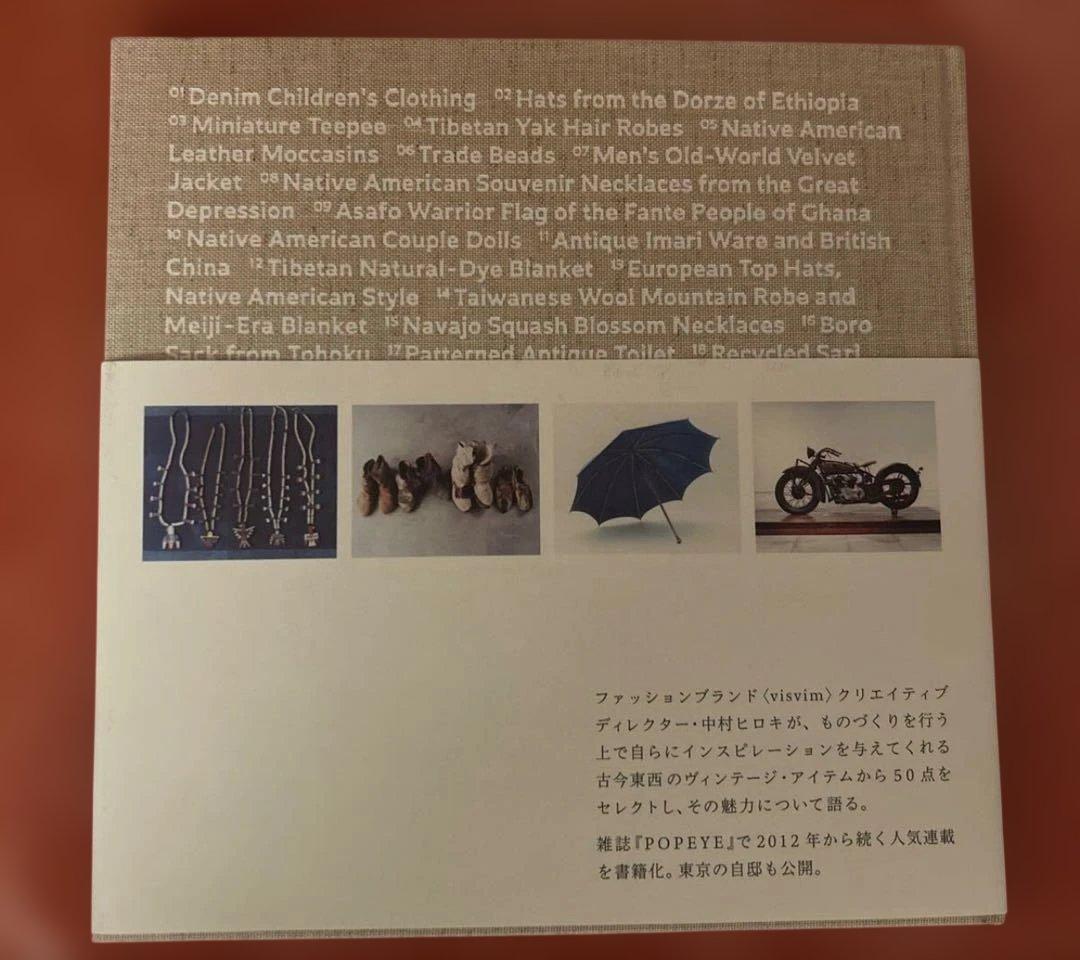 01 Denim Children's Clothing 02 Hats from the Dorze of Ethiopia
03 Miniature Teepee 04 Tibetan Yak Hair Robes 05 Native American
Leather Moccasins 06 Trade Beads 07 Men's Old-World Velvet
Jacket 08 Native American Souvenir Necklaces from the Great
Depression 09 Asafo Warrior Flag of the Fante People of Ghana
10 Native American Couple Dolls 11 Antique Imari Ware and British
China 12 Tibetan Natural-Dye Blanket 13 European Top Hats,
Native American Style 14 Taiwanese Wool Mountain Robe and
Meiji-Era Blanket 15 Navajo Squash Blossom Necklaces 16 Boro
Sack from Tohoku 17 Patterned Antique Toilet 18 Recycled Sari
ファッションブランド〈visvim〉クリエイティブ
ディレクター・中村ヒロキが、ものづくりを行う
上で自らにインスピレーションを与えてくれる
古今東西のヴィンテージ・アイテムから50点を
セレクトし、その魅力について語る。
雑誌『POPEYE』で2012年から続く人気連載
を書籍化。東京の自邸も公開。